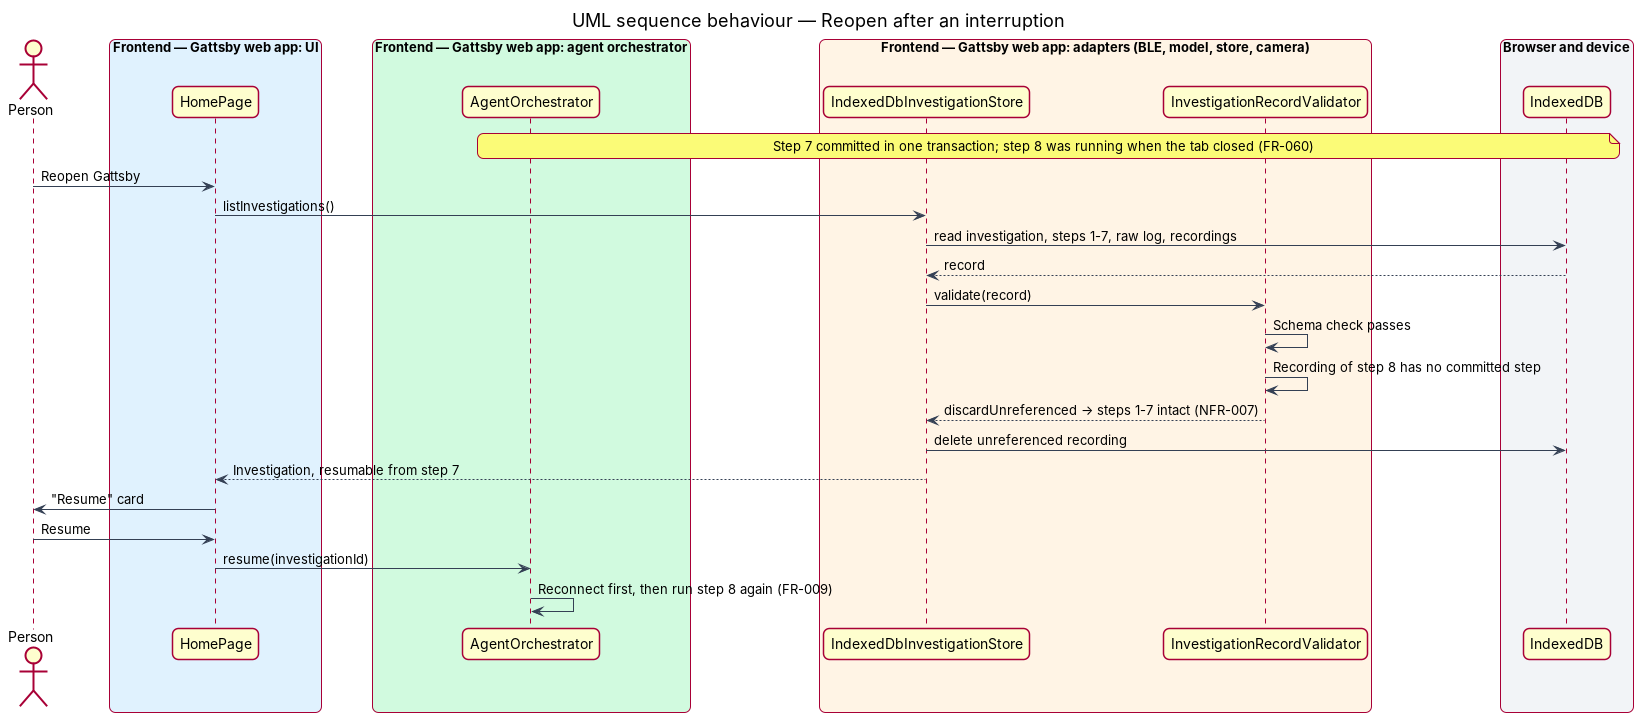 UML sequence behaviour — Reopen after an interruption
Frontend — Gattsby web app: UI
Frontend — Gattsby web app: agent orchestrator
Frontend — Gattsby web app: adapters (BLE, model, store, camera)
Browser and device
Person
HomePage
AgentOrchestrator
IndexedDbInvestigationStore
InvestigationRecordValidator
IndexedDB
Step 7 committed in one transaction; step 8 was running when the tab closed (FR-060)
Reopen Gattsby
listInvestigations()
read investigation, steps 1-7, raw log, recordings
record
validate(record)
Schema check passes
Recording of step 8 has no committed step
discardUnreferenced → steps 1-7 intact (NFR-007)
delete unreferenced recording
Investigation, resumable from step 7
"Resume" card
Resume
resume(investigationId)
Reconnect first, then run step 8 again (FR-009)
Person
HomePage
AgentOrchestrator
IndexedDbInvestigationStore
InvestigationRecordValidator
IndexedDB